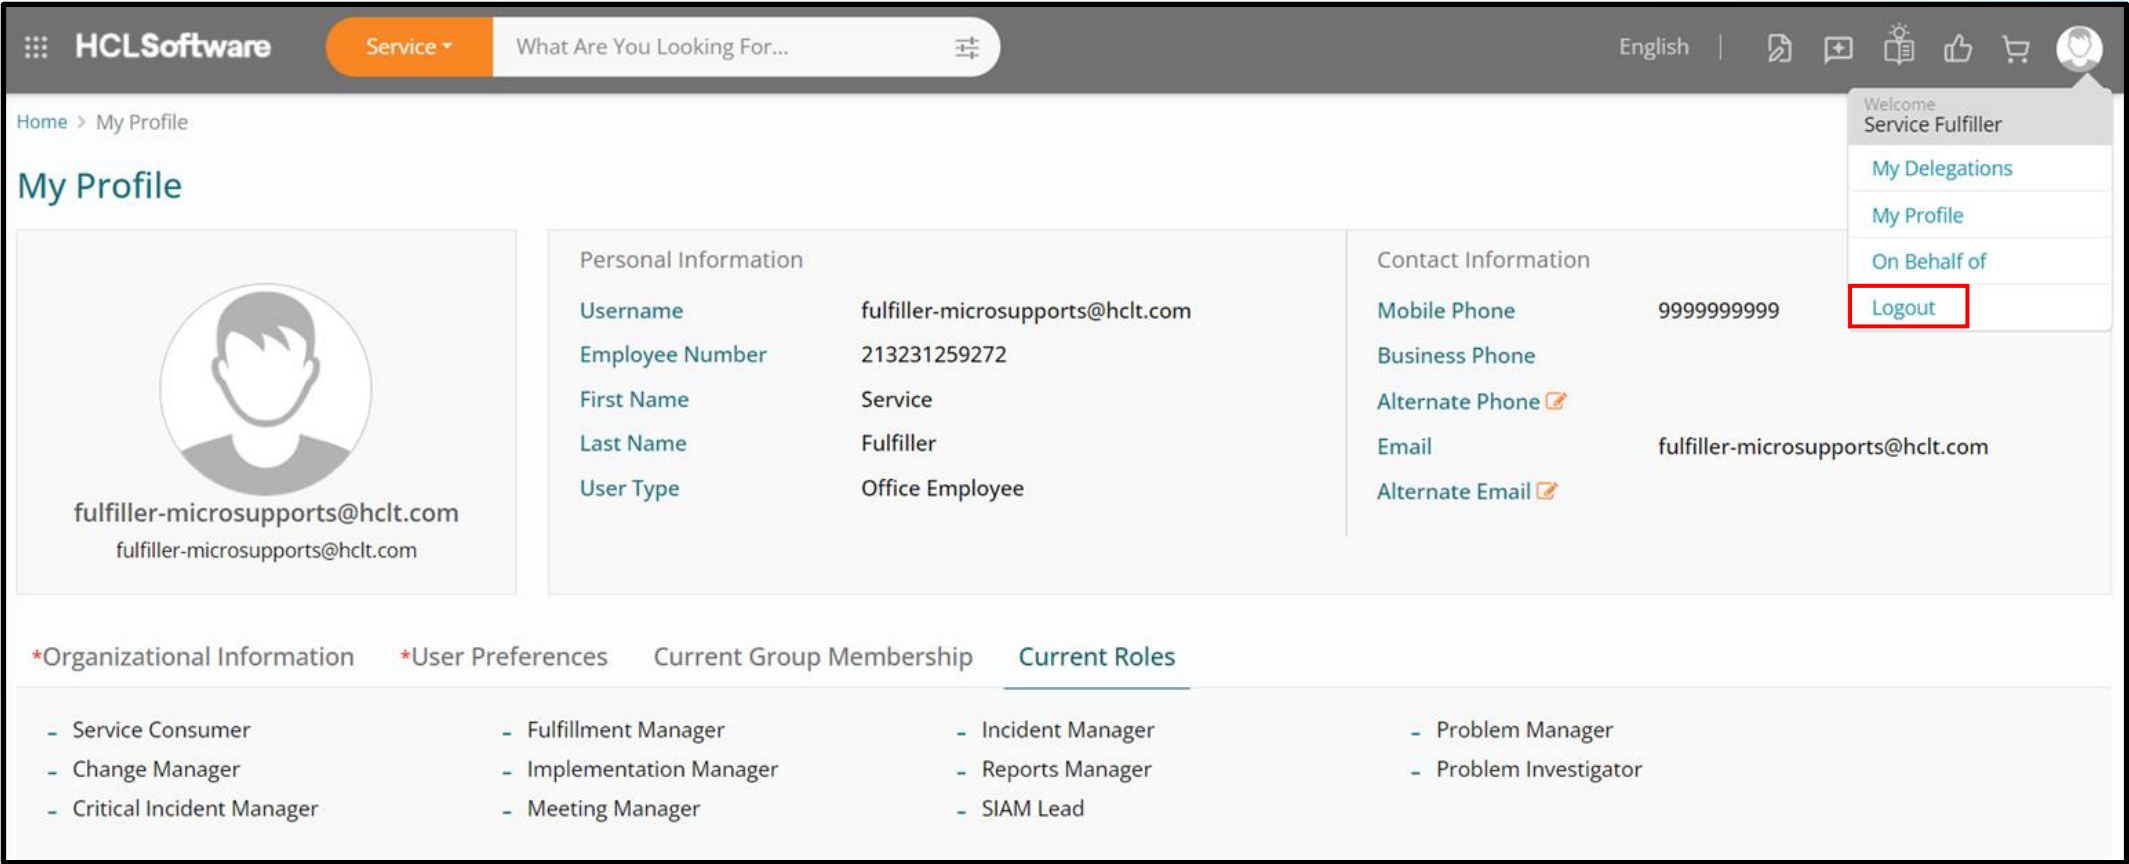 HCLSoftware
Service
What Are You Looking For...
English
Welcome
Service Fulfiller
My Delegations
My Profile
On Behalf of
Logout
Home > My Profile
My Profile
fulfiller-microsupports@hclt.com
fulfiller-microsupports@hclt.com
Personal Information
Username fulfiller-microsupports@hclt.com
Employee Number 213231259272
First Name Service
Last Name Fulfiller
User Type Office Employee
Contact Information
Mobile Phone 9999999999
Business Phone
Alternate Phone
Email fulfiller-microsupports@hclt.com
Alternate Email
*Organizational Information *User Preferences Current Group Membership Current Roles
- Service Consumer - Fulfillment Manager - Incident Manager - Problem Manager
- Change Manager - Implementation Manager - Reports Manager - Problem Investigator
- Critical Incident Manager - Meeting Manager - SIAM Lead